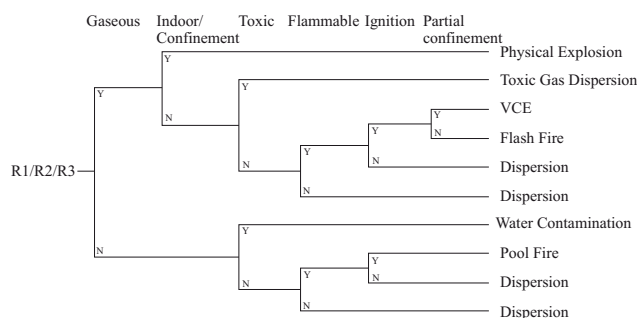 Gaseous Indoor/ Toxic Flammable Ignition Partial
Confinement confinement
Y Physical Explosion
Y Toxic Gas Dispersion
Y
Y VCE
N Y
N Flash Fire
Y
N Dispersion
N
R1/R2/R3
N Dispersion
Y Water Contamination
N
Y Pool Fire
Y
N Dispersion
N
N Dispersion